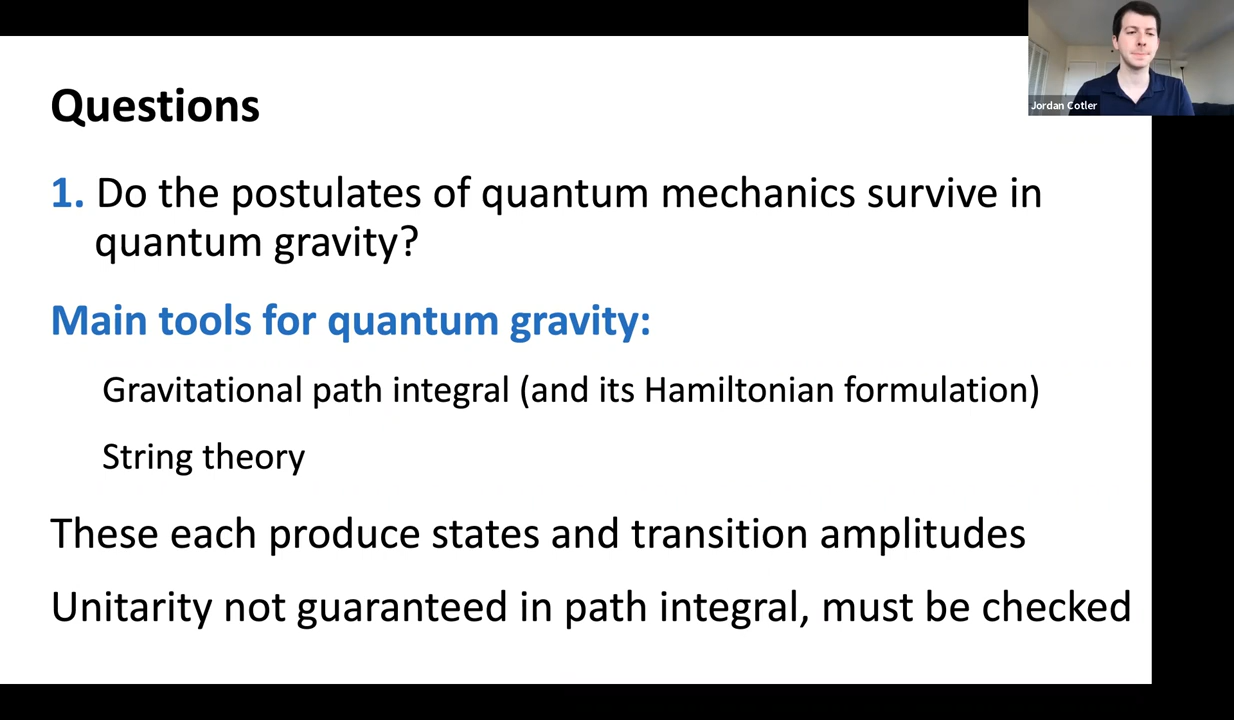 Questions
Jordan Cotler
1. Do the postulates of quantum mechanics survive in
quantum gravity?
Main tools for quantum gravity:
Gravitational path integral (and its Hamiltonian formulation)
String theory
These each produce states and transition amplitudes
Unitarity not guaranteed in path integral, must be checked